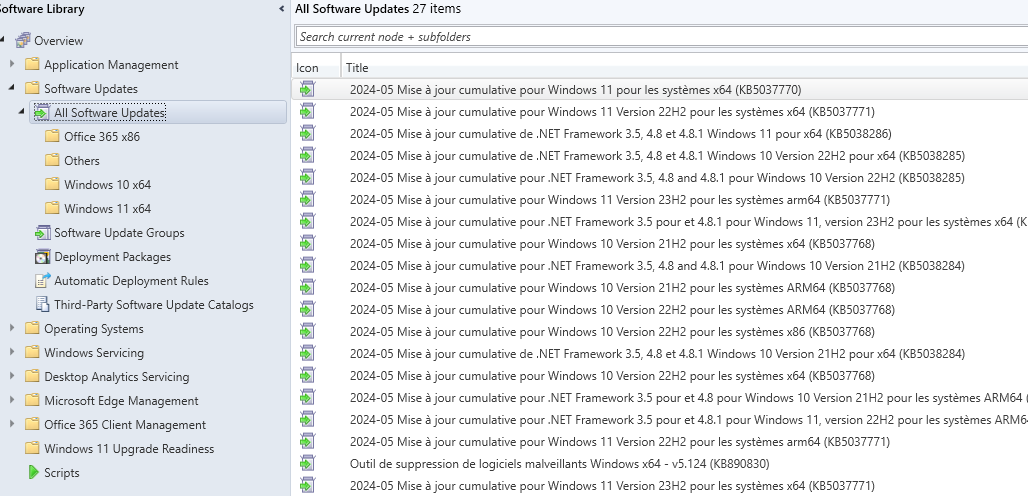 Software Library
All Software Updates 27 items
Search current node + subfolders
Icon
Title
Overview
Application Management
Software Updates
All Software Updates
Office 365 x86
Others
Windows 10 x64
Windows 11 x64
Software Update Groups
Deployment Packages
Automatic Deployment Rules
Third-Party Software Update Catalogs
Operating Systems
Windows Servicing
Desktop Analytics Servicing
Microsoft Edge Management
Office 365 Client Management
Windows 11 Upgrade Readiness
Scripts
2024-05 Mise à jour cumulative pour Windows 11 pour les systèmes x64 (KB5037770)
2024-05 Mise à jour cumulative pour Windows 11 Version 22H2 pour les systèmes x64 (KB5037771)
2024-05 Mise à jour cumulative de .NET Framework 3.5, 4.8 et 4.8.1 Windows 11 pour x64 (KB5038286)
2024-05 Mise à jour cumulative de .NET Framework 3.5, 4.8 et 4.8.1 Windows 10 Version 22H2 pour x64 (KB5038285)
2024-05 Mise à jour cumulative pour .NET Framework 3.5, 4.8 and 4.8.1 pour Windows 10 Version 22H2 (KB5038285)
2024-05 Mise à jour cumulative pour Windows 11 Version 23H2 pour les systèmes arm64 (KB5037771)
2024-05 Mise à jour cumulative pour .NET Framework 3.5 pour et 4.8.1 pour Windows 11, version 23H2 pour les systèmes x64 (K
2024-05 Mise à jour cumulative pour Windows 10 Version 21H2 pour les systèmes x64 (KB5037768)
2024-05 Mise à jour cumulative pour .NET Framework 3.5, 4.8 and 4.8.1 pour Windows 10 Version 21H2 (KB5038284)
2024-05 Mise à jour cumulative pour Windows 10 Version 21H2 pour les systèmes ARM64 (KB5037768)
2024-05 Mise à jour cumulative pour Windows 10 Version 22H2 pour les systèmes ARM64 (KB5037768)
2024-05 Mise à jour cumulative pour Windows 10 Version 22H2 pour les systèmes x86 (KB5037768)
2024-05 Mise à jour cumulative de .NET Framework 3.5, 4.8 et 4.8.1 Windows 10 Version 21H2 pour x64 (KB5038284)
2024-05 Mise à jour cumulative pour Windows 10 Version 22H2 pour les systèmes x64 (KB5037768)
2024-05 Mise à jour cumulative pour .NET Framework 3.5 pour et 4.8 pour Windows 10 Version 21H2 pour les systèmes ARM64 (
2024-05 Mise à jour cumulative pour .NET Framework 3.5 pour et 4.8.1 pour Windows 11, version 22H2 pour les systèmes ARM6
2024-05 Mise à jour cumulative pour Windows 11 Version 22H2 pour les systèmes arm64 (KB5037771)
Outil de suppression de logiciels malveillants Windows x64 - v5.124 (KB890830)
2024-05 Mise à jour cumulative pour Windows 11 Version 23H2 pour les systèmes x64 (KB5037771)